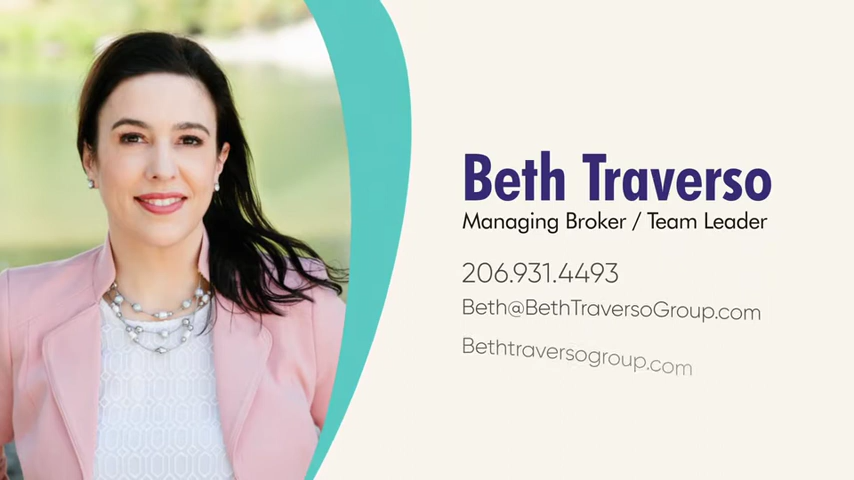 Beth Traverso
Managing Broker / Team Leader
206.931.4493
Beth@BethTraversoGroup.com
Bethtraversogroup.com